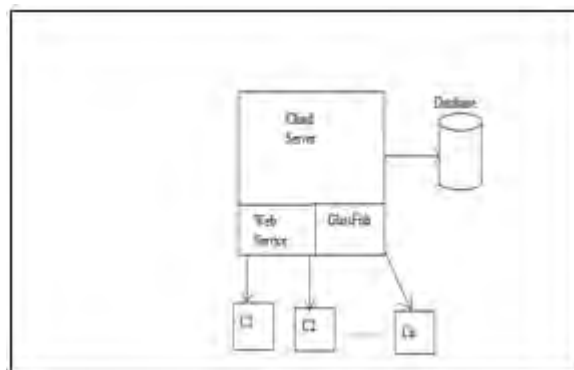 Database
Cloud
Server
Web
Service
GlassFish
C1
C2
Cn